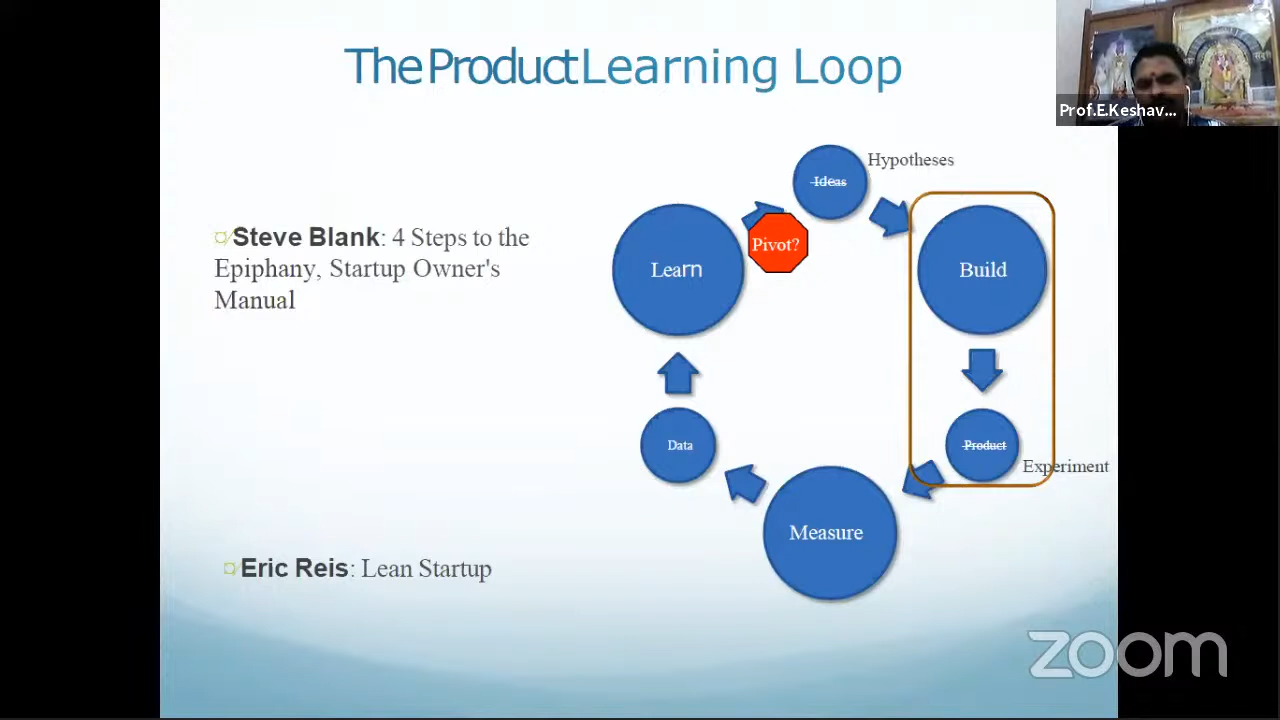 The Product Learning Loop
Prof.E.Keshav...
Ideas
Hypotheses
¤Steve Blank: 4 Steps to the
Epiphany, Startup Owner's
Manual
Pivot?
Learn
Build
Data
Product
Experiment
Measure
¤Eric Reis: Lean Startup
zoom